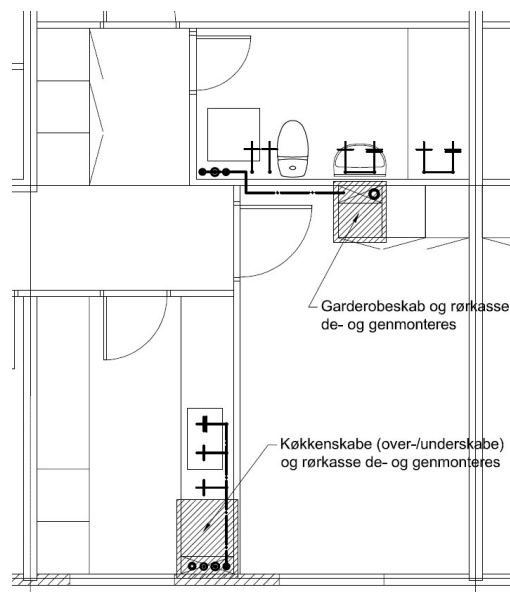 Garderobeskab og rørkasse
de- og genmonteres
Køkkenskabe (over-/underskabe)
og rørkasse de- og genmonteres